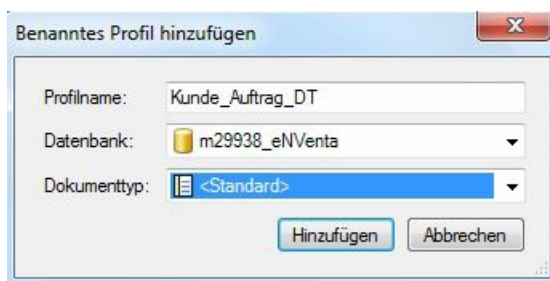 Benanntes Profil hinzufügen
Profilname: Kunde_Auftrag_DT
Datenbank: m29938_eNVenta
Dokumenttyp: <Standard>
Hinzufügen Abbrechen